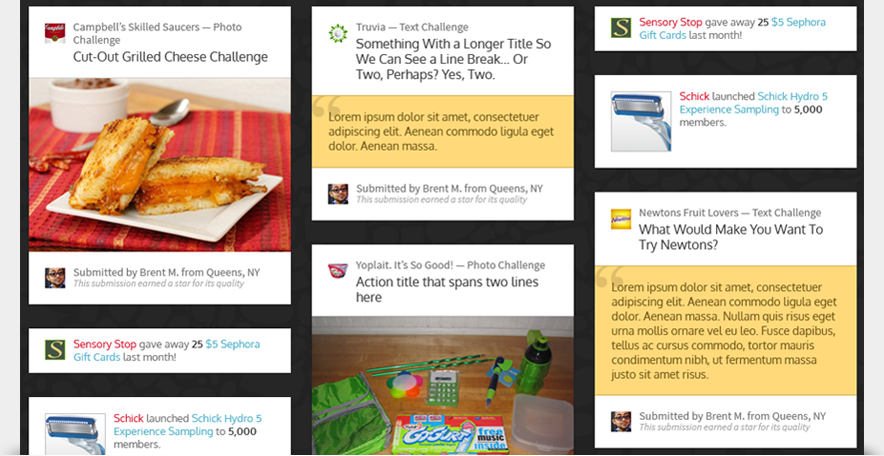 Campbell's Skilled Saucers — Photo
Challenge
Cut-Out Grilled Cheese Challenge
Submitted by Brent M. from Queens, NY
This submission earned a star for its quality
Sensory Stop gave away 25 $5 Sephora
Gift Cards last month!
Schick launched Schick Hydro 5
Experience Sampling to 5,000
members.
Truvia — Text Challenge
Something With a Longer Title So
We Can See a Line Break... Or
Two, Perhaps? Yes, Two.
Lorem ipsum dolor sit amet, consectetuer
adipiscing elit. Aenean commodo ligula eget
dolor. Aenean massa.
Submitted by Brent M. from Queens, NY
This submission earned a star for its quality
Yoplait. It's So Good! — Photo Challenge
Action title that spans two lines
here
GoGurt
free
music
inside
Sensory Stop gave away 25 $5 Sephora
Gift Cards last month!
Schick launched Schick Hydro 5
Experience Sampling to 5,000
members.
Newtons Fruit Lovers — Text Challenge
What Would Make You Want To
Try Newtons?
Lorem ipsum dolor sit amet, consectetuer
adipiscing elit. Aenean commodo ligula eget
dolor. Aenean massa. Nullam quis risus eget
urna mollis ornare vel eu leo. Fusce dapibus,
tellus ac cursus commodo, tortor mauris
condimentum nibh, ut fermentum massa
justo sit amet risus.
Submitted by Brent M. from Queens, NY
This submission earned a star for its quality